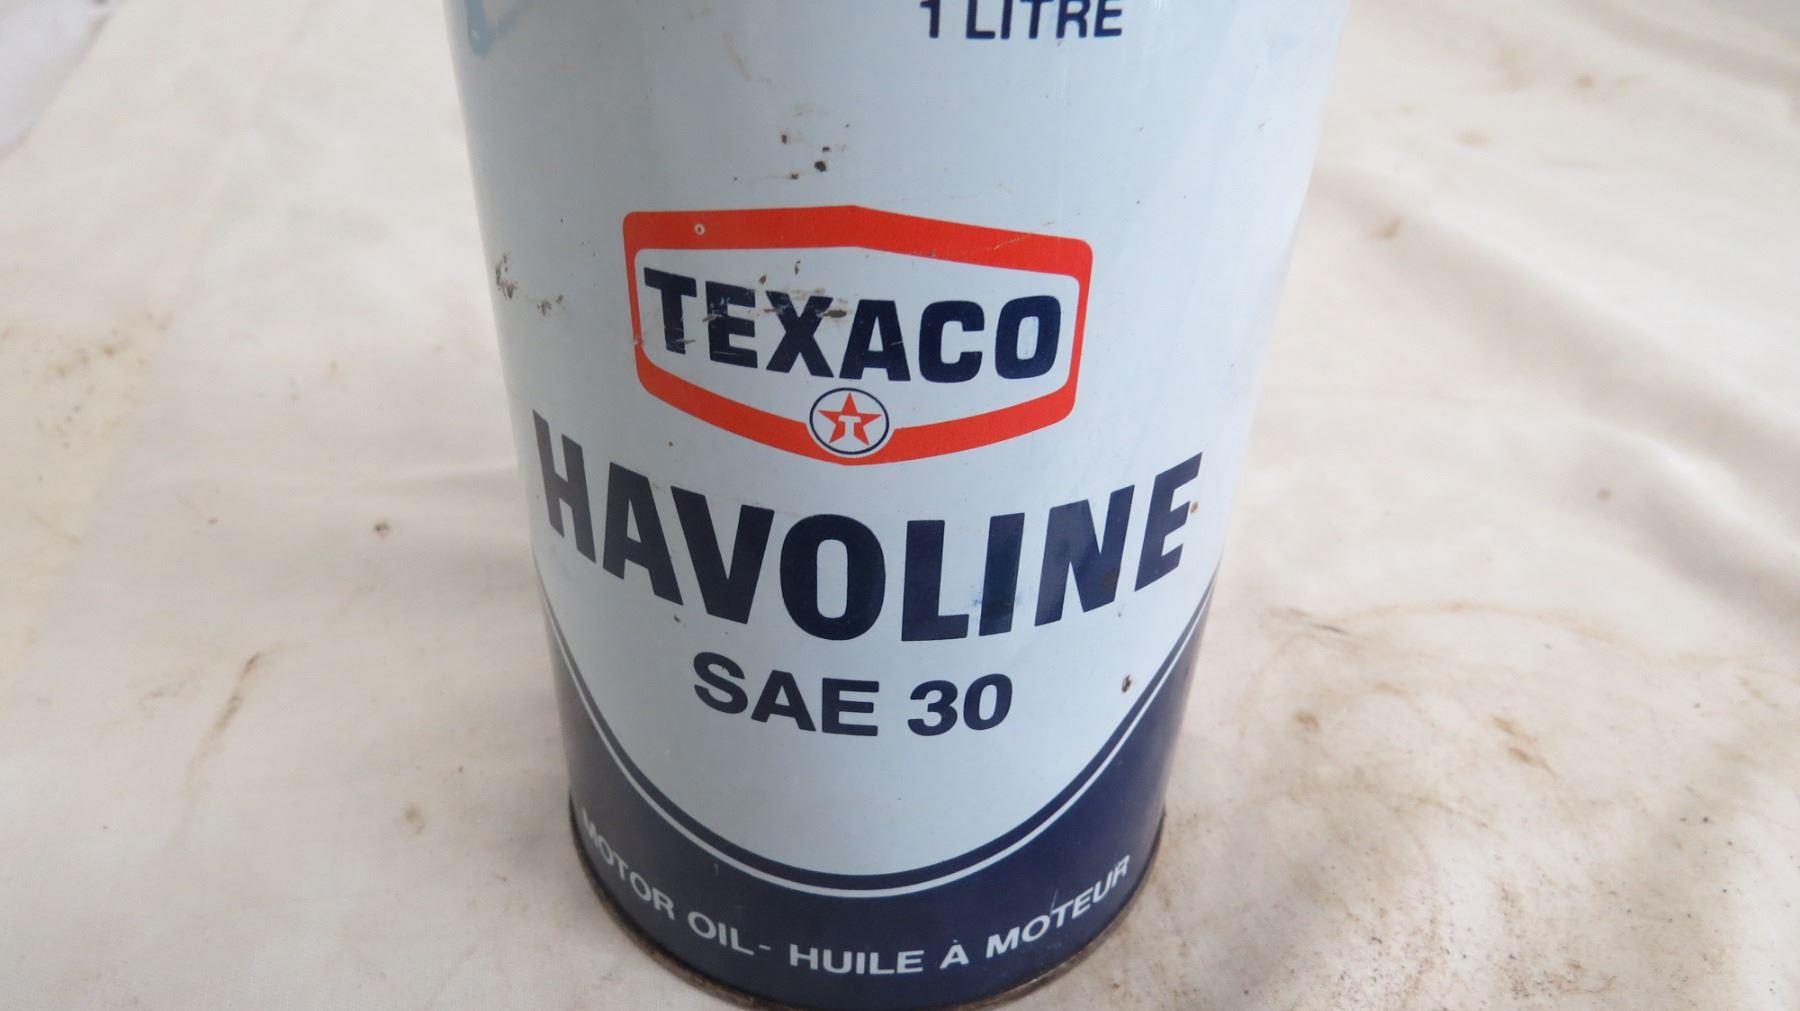 1 LITRE
TEXACO
T
HAVOLINE
SAE 30
MOTOR OIL - HUILE À MOTEUR